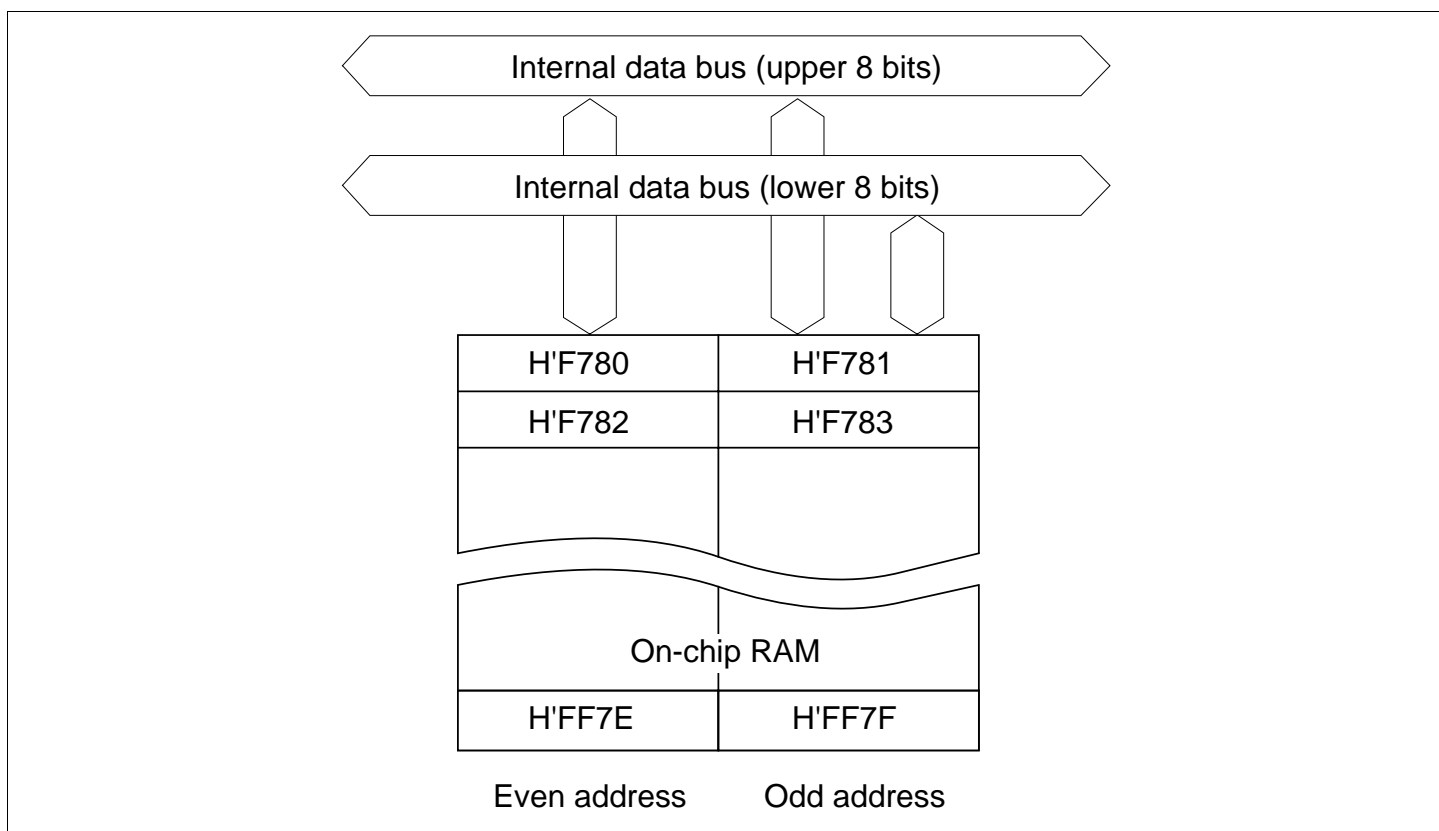 Internal data bus (upper 8 bits)
Internal data bus (lower 8 bits)
H'F780 H'F781
H'F782 H'F783
On-chip RAM
H'FF7E H'FF7F
Even address Odd address